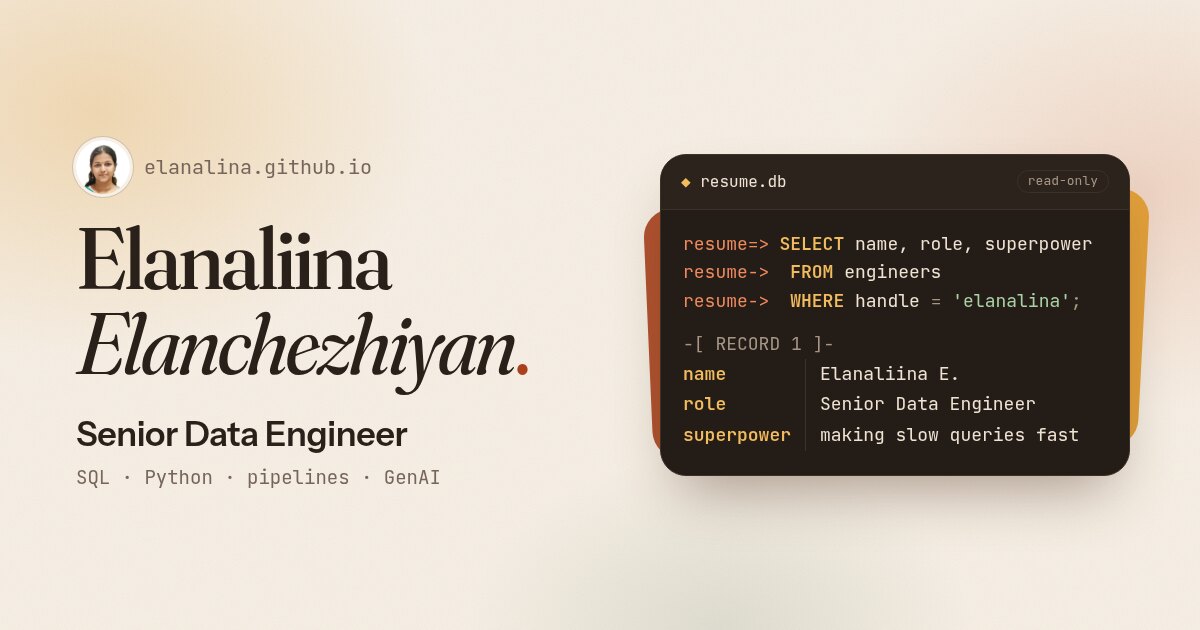 elanalina.github.io
Elanaliina
Elanchezhiyan.
Senior Data Engineer
SQL · Python · pipelines · GenAI
◆ resume.db
read-only
resume=> SELECT name, role, superpower
resume-> FROM engineers
resume-> WHERE handle = 'elanalina';
-[ RECORD 1 ]-
name Elanaliina E.
role Senior Data Engineer
superpower making slow queries fast